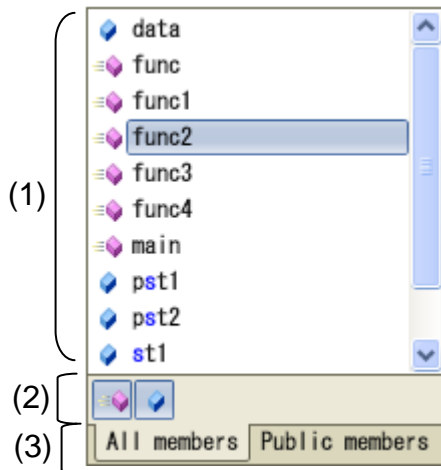 data
func
func1
func2
func3
func4
main
pst1
pst2
st1
(1)
(2)
(3)
All members Public members